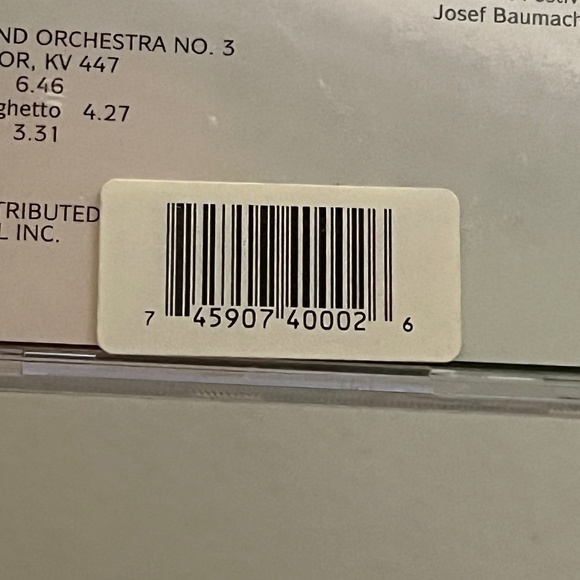 Josef Baumach
ND ORCHESTRA NO. 3
OR, KV 447
6.46
ghetto 4.27
3.31
TRIBUTED
L INC.
7 45907 40002 6